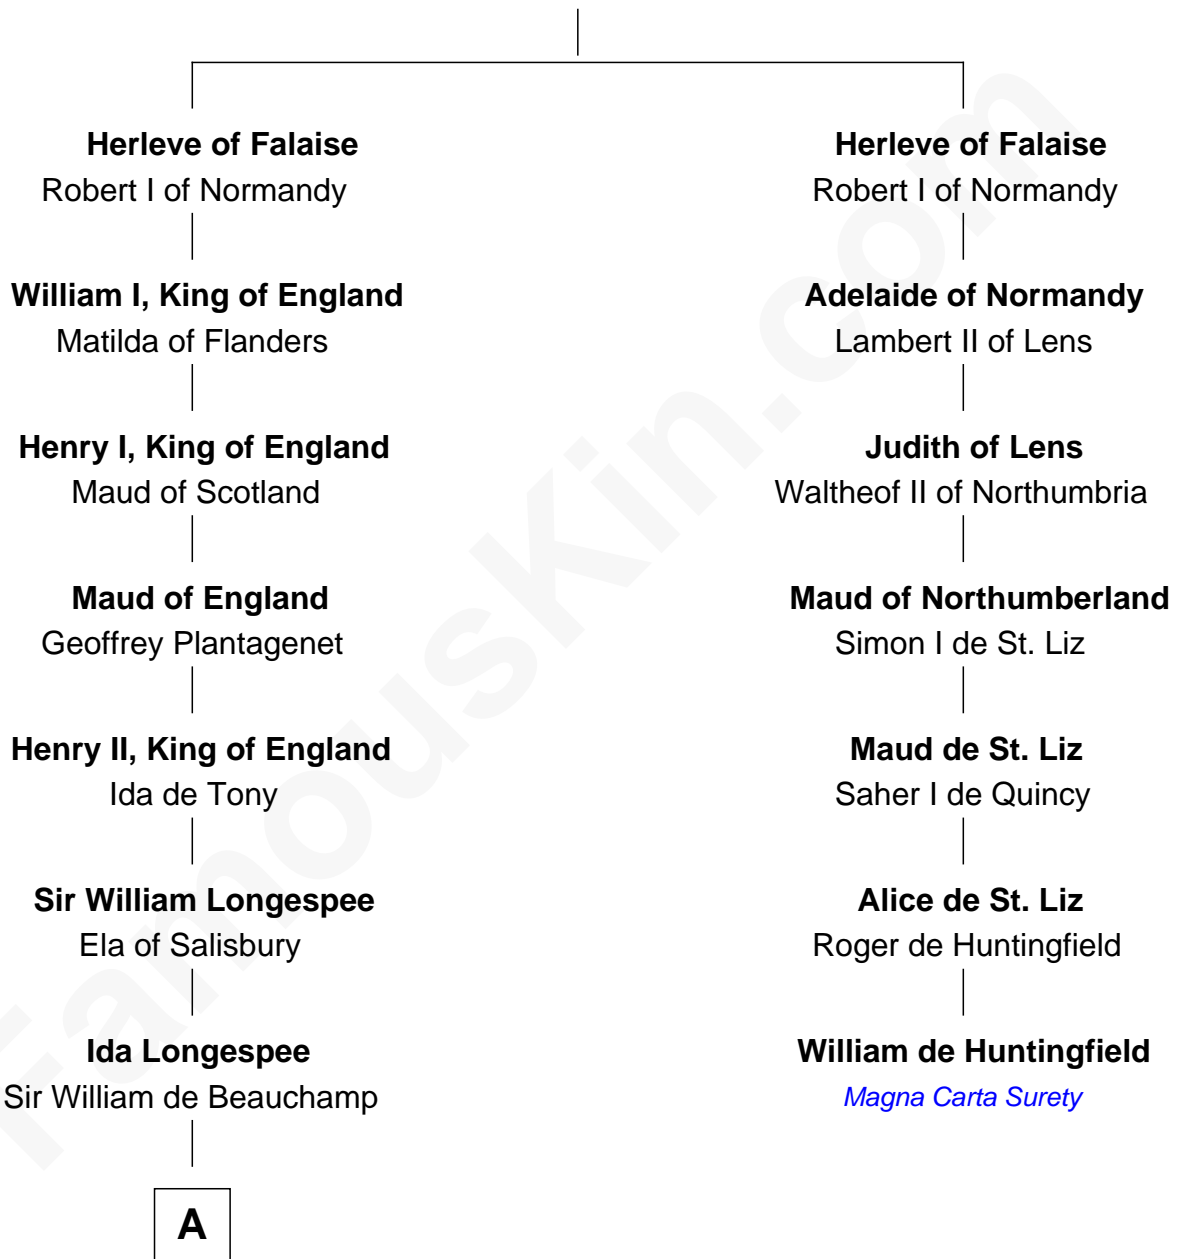 Herleve of Falaise
Robert I of Normandy
William I, King of England
Matilda of Flanders
Henry I, King of England
Maud of Scotland
Maud of England
Geoffrey Plantagenet
Henry II, King of England
Ida de Tony
Sir William Longespee
Ela of Salisbury
Ida Longespee
Sir William de Beauchamp
A
Herleve of Falaise
Robert I of Normandy
Adelaide of Normandy
Lambert II of Lens
Judith of Lens
Waltheof II of Northumbria
Maud of Northumberland
Simon I de St. Liz
Maud de St. Liz
Saher I de Quincy
Alice de St. Liz
Roger de Huntingfield
William de Huntingfield
Magna Carta Surety
FamousKin.com